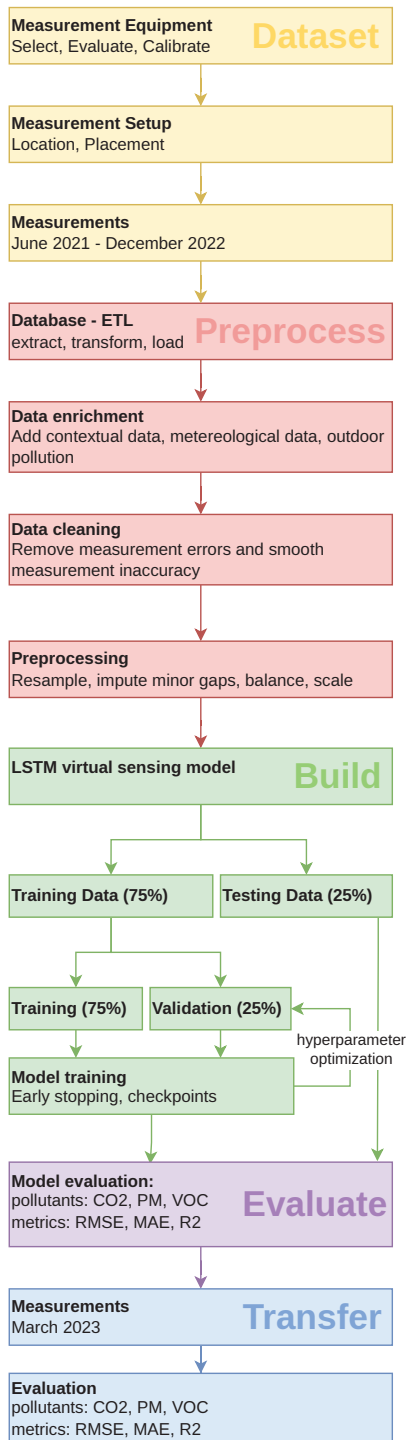 Measurement Equipment
Select, Evaluate, Calibrate
Dataset
Measurement Setup
Location, Placement
Measurements
June 2021 - December 2022
Database - ETL
extract, transform, load
Preprocess
Data enrichment
Add contextual data, metereological data, outdoor
pollution
Data cleaning
Remove measurement errors and smooth
measurement inaccuracy
Preprocessing
Resample, impute minor gaps, balance, scale
LSTM virtual sensing model
Build
Training Data (75%)
Testing Data (25%)
Training (75%)
Validation (25%)
hyperparameter
optimization
Model training
Early stopping, checkpoints
Model evaluation:
pollutants: CO2, PM, VOC
metrics: RMSE, MAE, R2
Evaluate
Measurements
March 2023
Transfer
Evaluation
pollutants: CO2, PM, VOC
metrics: RMSE, MAE, R2